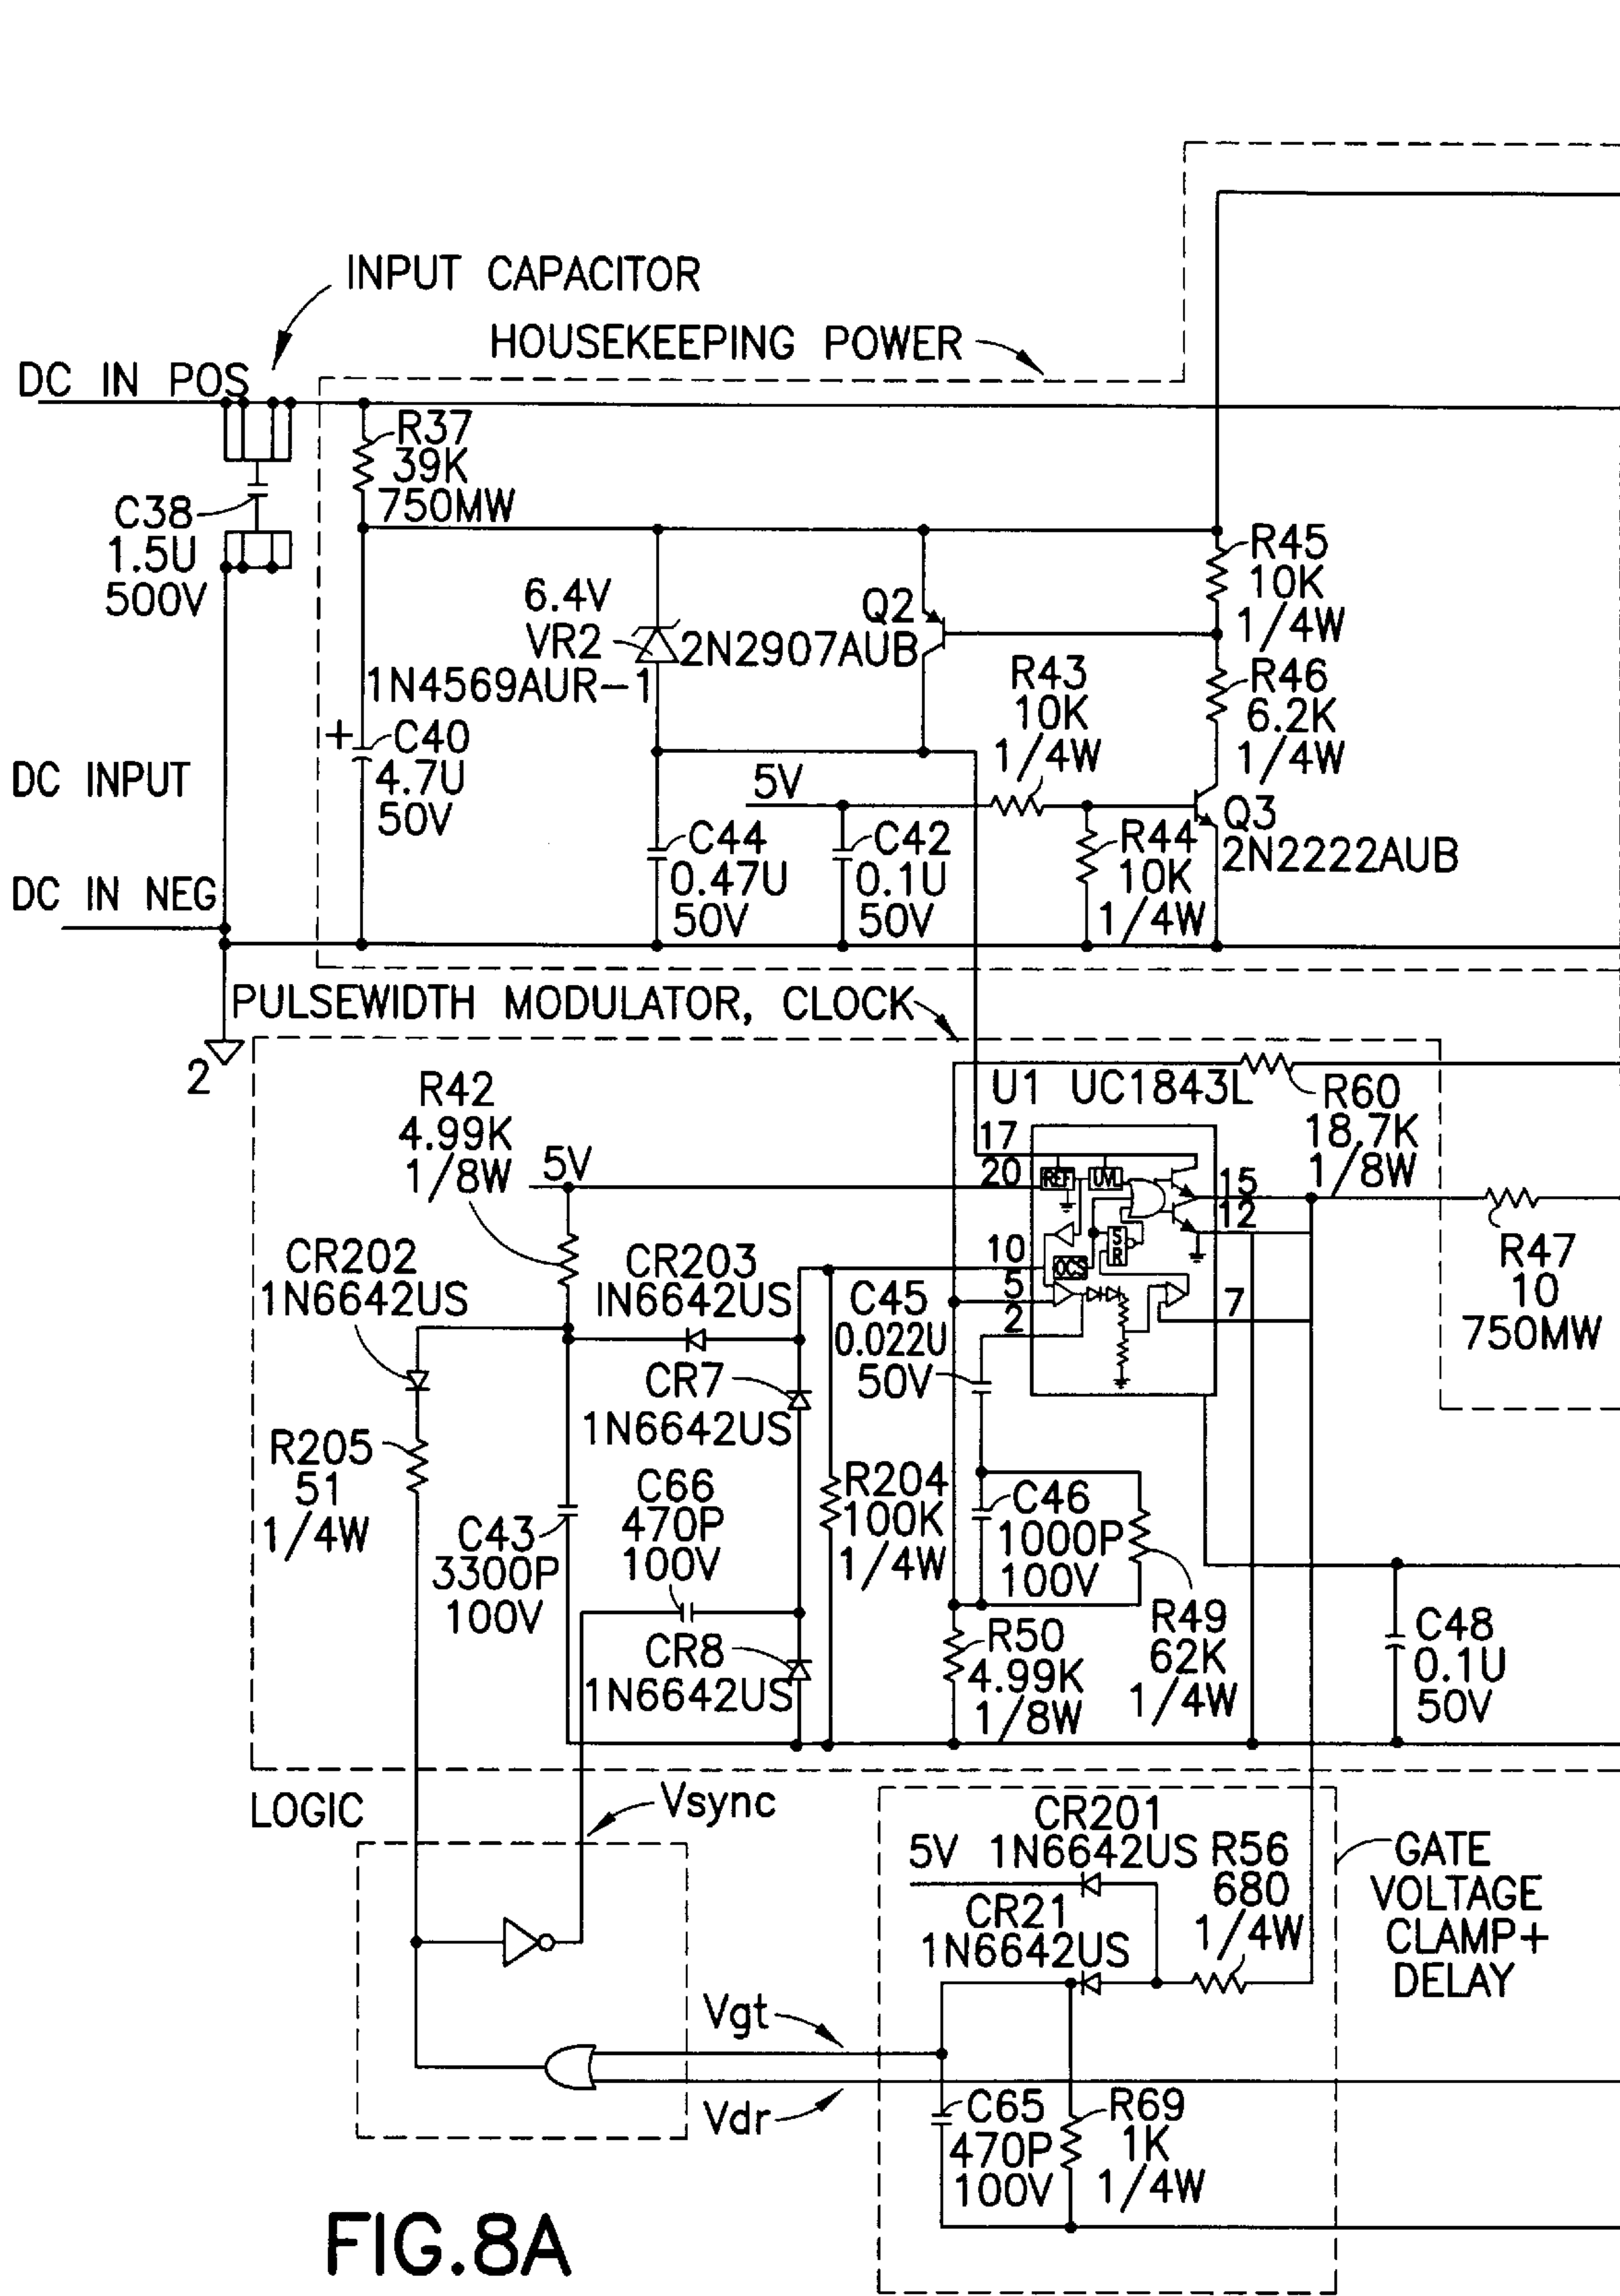 INPUT CAPACITOR
HOUSEKEEPING POWER
DC IN POS
R37
39K
750MW
C38
1.5U
500V
R45
10K
1/4W
6.4V
VR2
1N4569AUR-1
Q2
2N2907AUB
R43
10K
1/4W
R46
6.2K
1/4W
+
C40
4.7U
50V
DC INPUT
5V
Q3
2N2222AUB
C44
0.47U
50V
C42
0.1U
50V
R44
10K
1/4W
DC IN NEG
PULSEWIDTH MODULATOR, CLOCK
2
R42
4.99K
1/8W
U1 UC1843L
R60
18.7K
1/8W
5V
17
20
REF
UVL
15
12
10
S
R
OCS
5
2
7
R47
10
750MW
CR202
1N6642US
CR203
IN6642US
C45
0.022U
50V
CR7
1N6642US
R205
51
1/4W
C66
470P
100V
R204
100K
1/4W
C46
1000P
100V
C43
3300P
100V
CR8
1N6642US
R50
4.99K
1/8W
R49
62K
1/4W
C48
0.1U
50V
LOGIC
Vsync
CR201
1N6642US
5V
R56
680
1/4W
GATE
VOLTAGE
CLAMP+
DELAY
CR21
1N6642US
Vgt
Vdr
C65
470P
100V
R69
1K
1/4W
FIG.8A